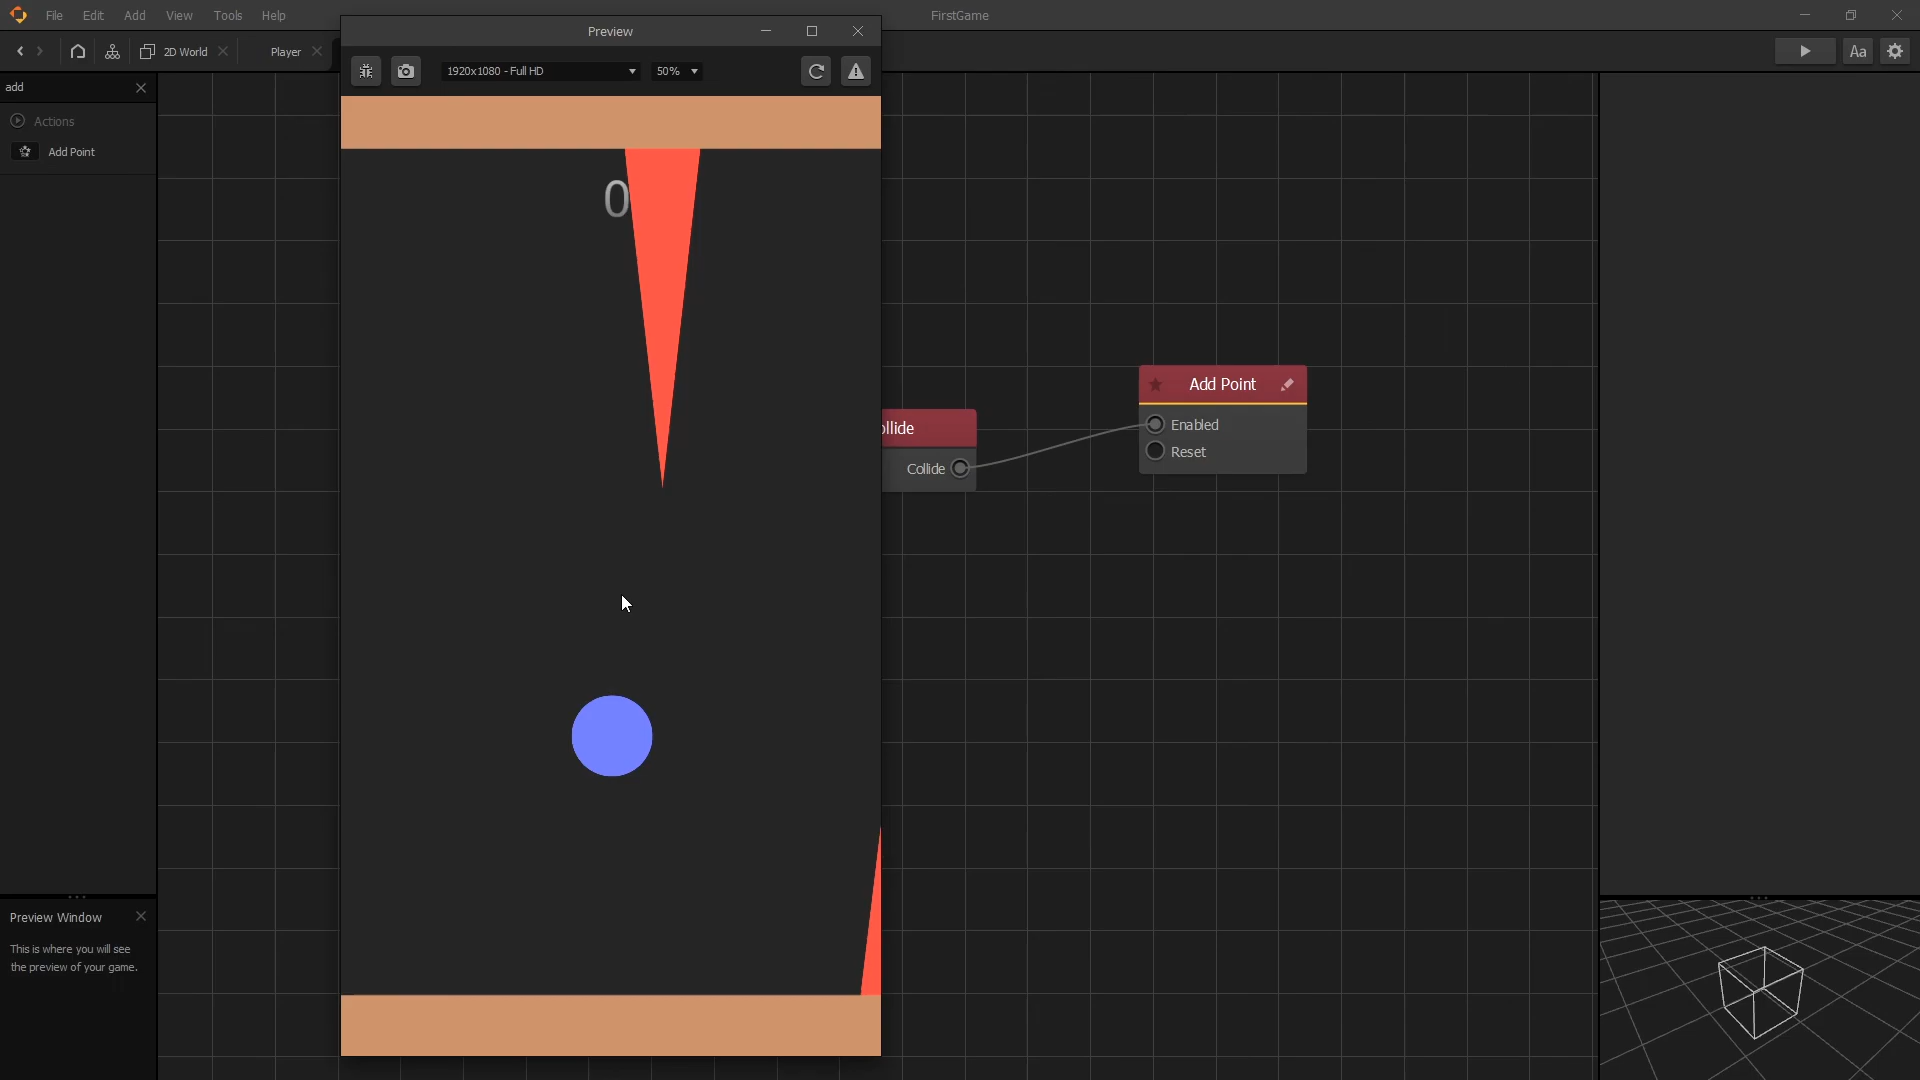 File Edit Add View Tools Help
FirstGame
2D World
Player
Aa
add
Actions
Add Point
Preview
1920x1080 - Full HD
50%
0
ollide
Collide
Add Point
Enabled
Reset
Preview Window
This is where you will see
the preview of your game.